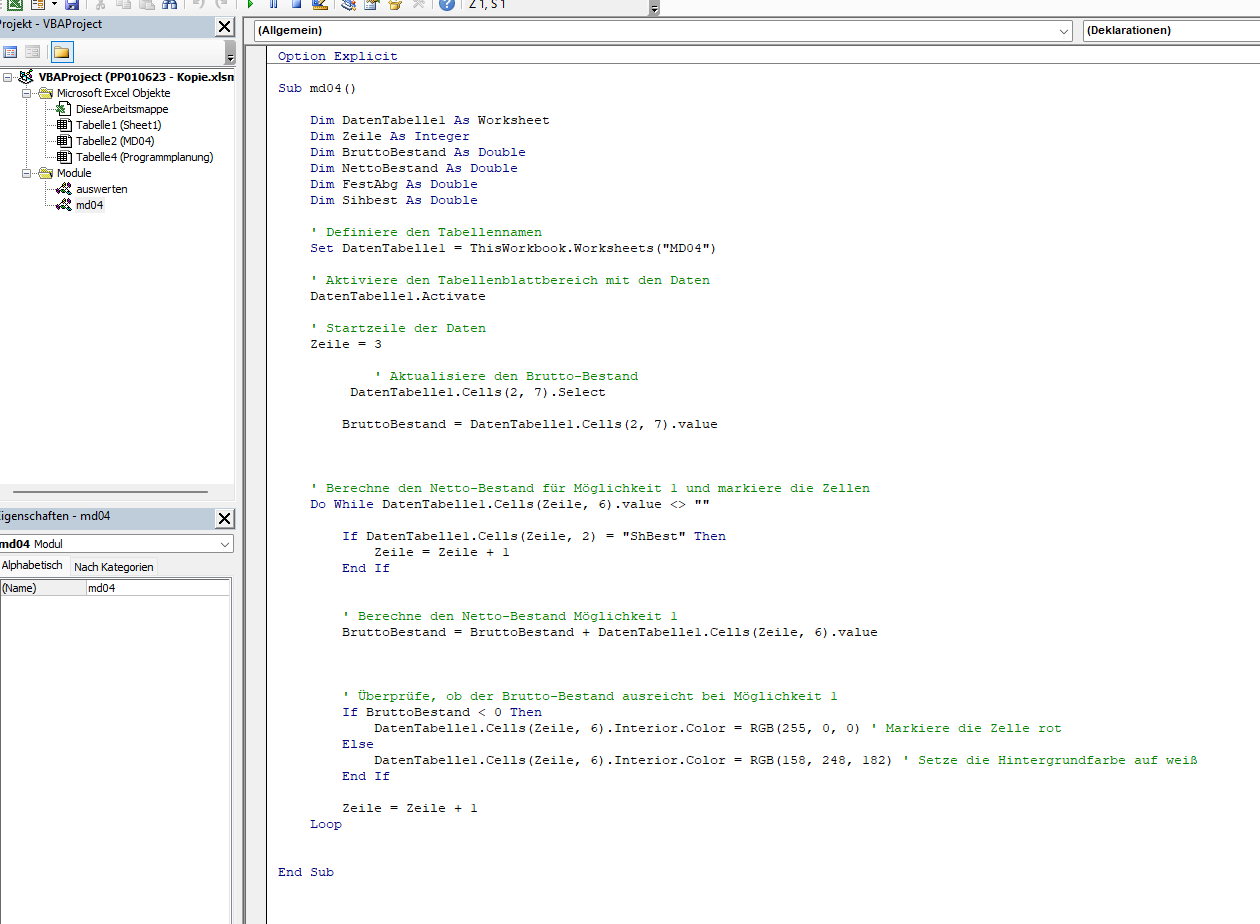 Z 1, S 1
Projekt - VBAProject
VBAProject (PP010623 - Kopie.xlsm
Microsoft Excel Objekte
DieseArbeitsmappe
Tabelle1 (Sheet1)
Tabelle2 (MD04)
Tabelle4 (Programmplanung)
Module
auswerten
md04
Eigenschaften - md04
md04 Modul
Alphabetisch Nach Kategorien
(Name) md04
(Allgemein) (Deklarationen)
Option Explicit
Sub md04()
Dim DatenTabelle1 As Worksheet
Dim Zeile As Integer
Dim BruttoBestand As Double
Dim NettoBestand As Double
Dim FestAbg As Double
Dim Sihbest As Double
' Definiere den Tabellennamen
Set DatenTabelle1 = ThisWorkbook.Worksheets("MD04")
' Aktiviere den Tabellenblattbereich mit den Daten
DatenTabelle1.Activate
' Startzeile der Daten
Zeile = 3
' Aktualisiere den Brutto-Bestand
DatenTabelle1.Cells(2, 7).Select
BruttoBestand = DatenTabelle1.Cells(2, 7).value
' Berechne den Netto-Bestand für Möglichkeit 1 und markiere die Zellen
Do While DatenTabelle1.Cells(Zeile, 6).value <> ""
If DatenTabelle1.Cells(Zeile, 2) = "ShBest" Then
Zeile = Zeile + 1
End If
' Berechne den Netto-Bestand Möglichkeit 1
BruttoBestand = BruttoBestand + DatenTabelle1.Cells(Zeile, 6).value
' Überprüfe, ob der Brutto-Bestand ausreicht bei Möglichkeit 1
If BruttoBestand < 0 Then
DatenTabelle1.Cells(Zeile, 6).Interior.Color = RGB(255, 0, 0) ' Markiere die Zelle rot
Else
DatenTabelle1.Cells(Zeile, 6).Interior.Color = RGB(158, 248, 182) ' Setze die Hintergrundfarbe auf weiß
End If
Zeile = Zeile + 1
Loop
End Sub